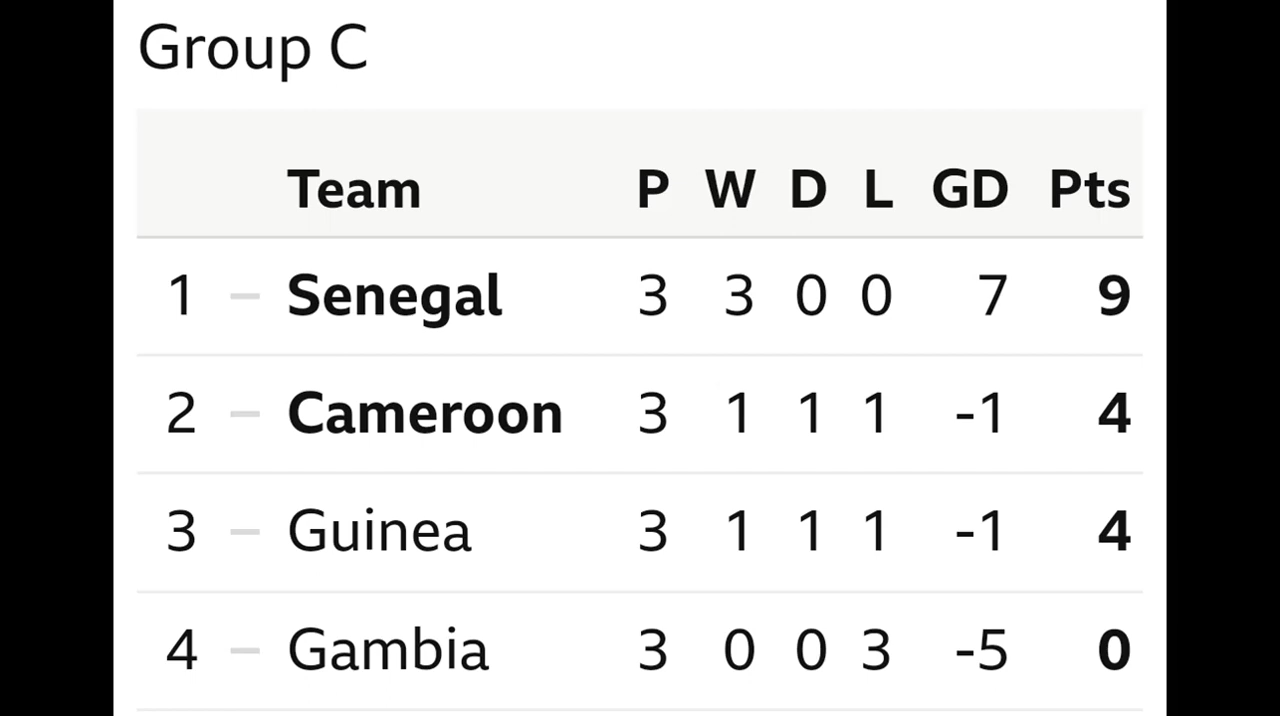 Group C
Team P W D L GD Pts
1 – Senegal 3 3 0 0 7 9
2 – Cameroon 3 1 1 1 -1 4
3 – Guinea 3 1 1 1 -1 4
4 – Gambia 3 0 0 3 -5 0